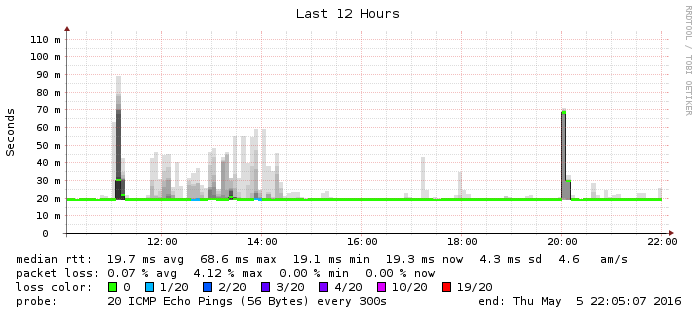 Last 12 Hours
RRDTOOL / TOBI OETIKER
Seconds
110 m
100 m
90 m
80 m
70 m
60 m
50 m
40 m
30 m
20 m
10 m
0
12:00 14:00 16:00 18:00 20:00 22:00
median rtt: 19.7 ms avg 68.6 ms max 19.1 ms min 19.3 ms now 4.3 ms sd 4.6 am/s
packet loss: 0.07 % avg 4.12 % max 0.00 % min 0.00 % now
loss color: 0 1/20 2/20 3/20 4/20 10/20 19/20
probe: 20 ICMP Echo Pings (56 Bytes) every 300s end: Thu May 5 22:05:07 2016